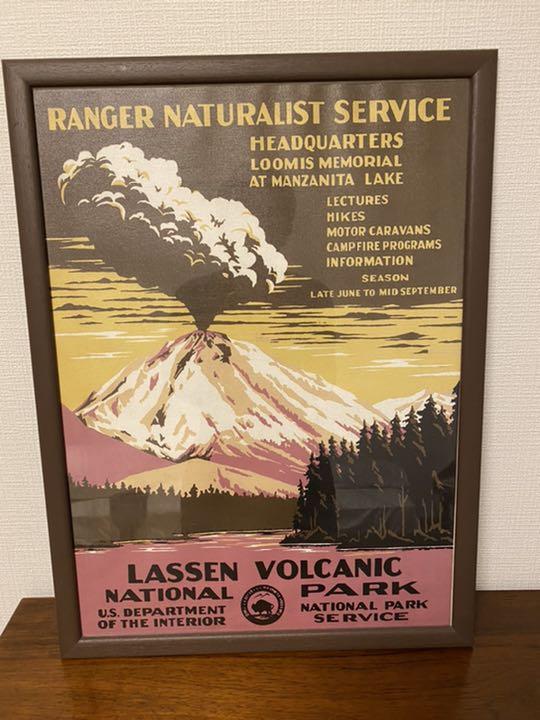 RANGER NATURALIST SERVICE
HEADQUARTERS
LOOMIS MEMORIAL
AT MANZANITA LAKE
LECTURES
HIKES
MOTOR CARAVANS
CAMPFIRE PROGRAMS
INFORMATION
SEASON
LATE JUNE TO MID SEPTEMBER
LASSEN VOLCANIC
NATIONAL PARK
U.S. DEPARTMENT
OF THE INTERIOR
NATIONAL PARK
SERVICE